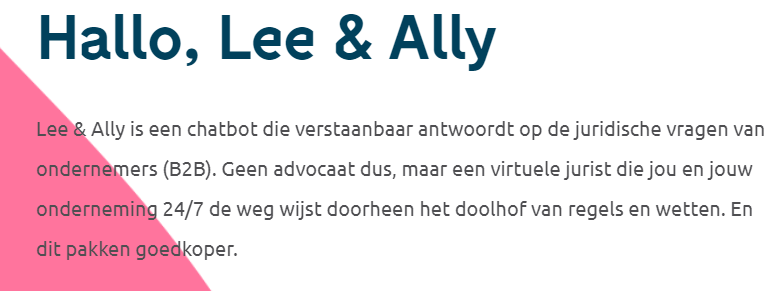 Hallo, Lee & Ally
Lee & Ally is een chatbot die verstaanbaar antwoordt op de juridische vragen van
ondernemers (B2B). Geen advocaat dus, maar een virtuele jurist die jou en jouw
onderneming 24/7 de weg wijst doorheen het doolhof van regels en wetten. En
dit pakken goedkoper.